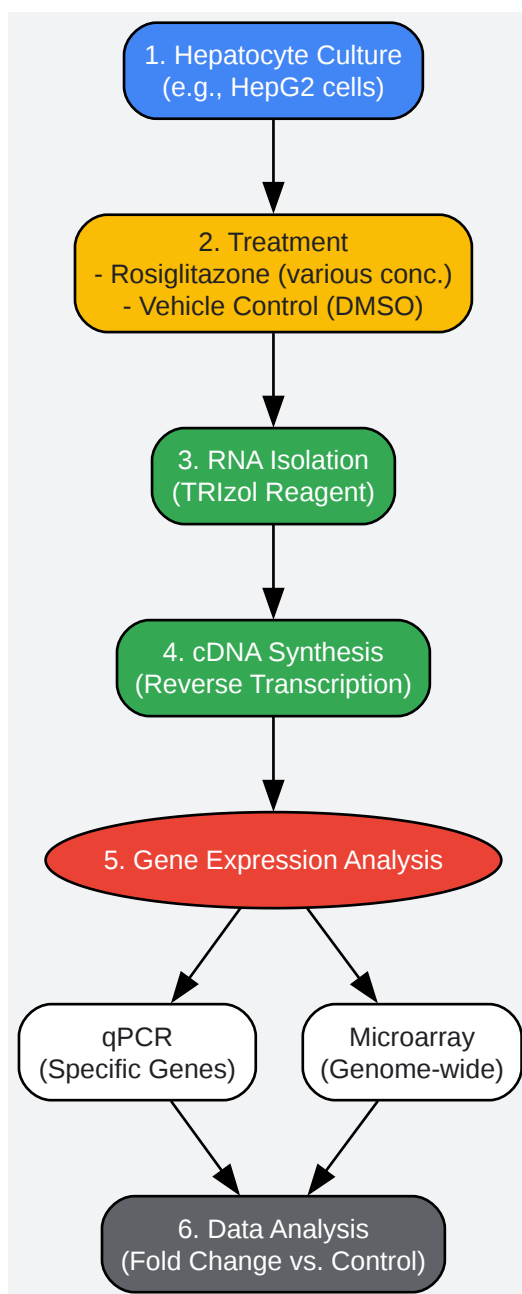 1. Hepatocyte Culture
(e.g., HepG2 cells)
2. Treatment
- Rosiglitazone (various conc.)
- Vehicle Control (DMSO)
3. RNA Isolation
(TRIzol Reagent)
4. cDNA Synthesis
(Reverse Transcription)
5. Gene Expression Analysis
qPCR
(Specific Genes)
Microarray
(Genome-wide)
6. Data Analysis
(Fold Change vs. Control)